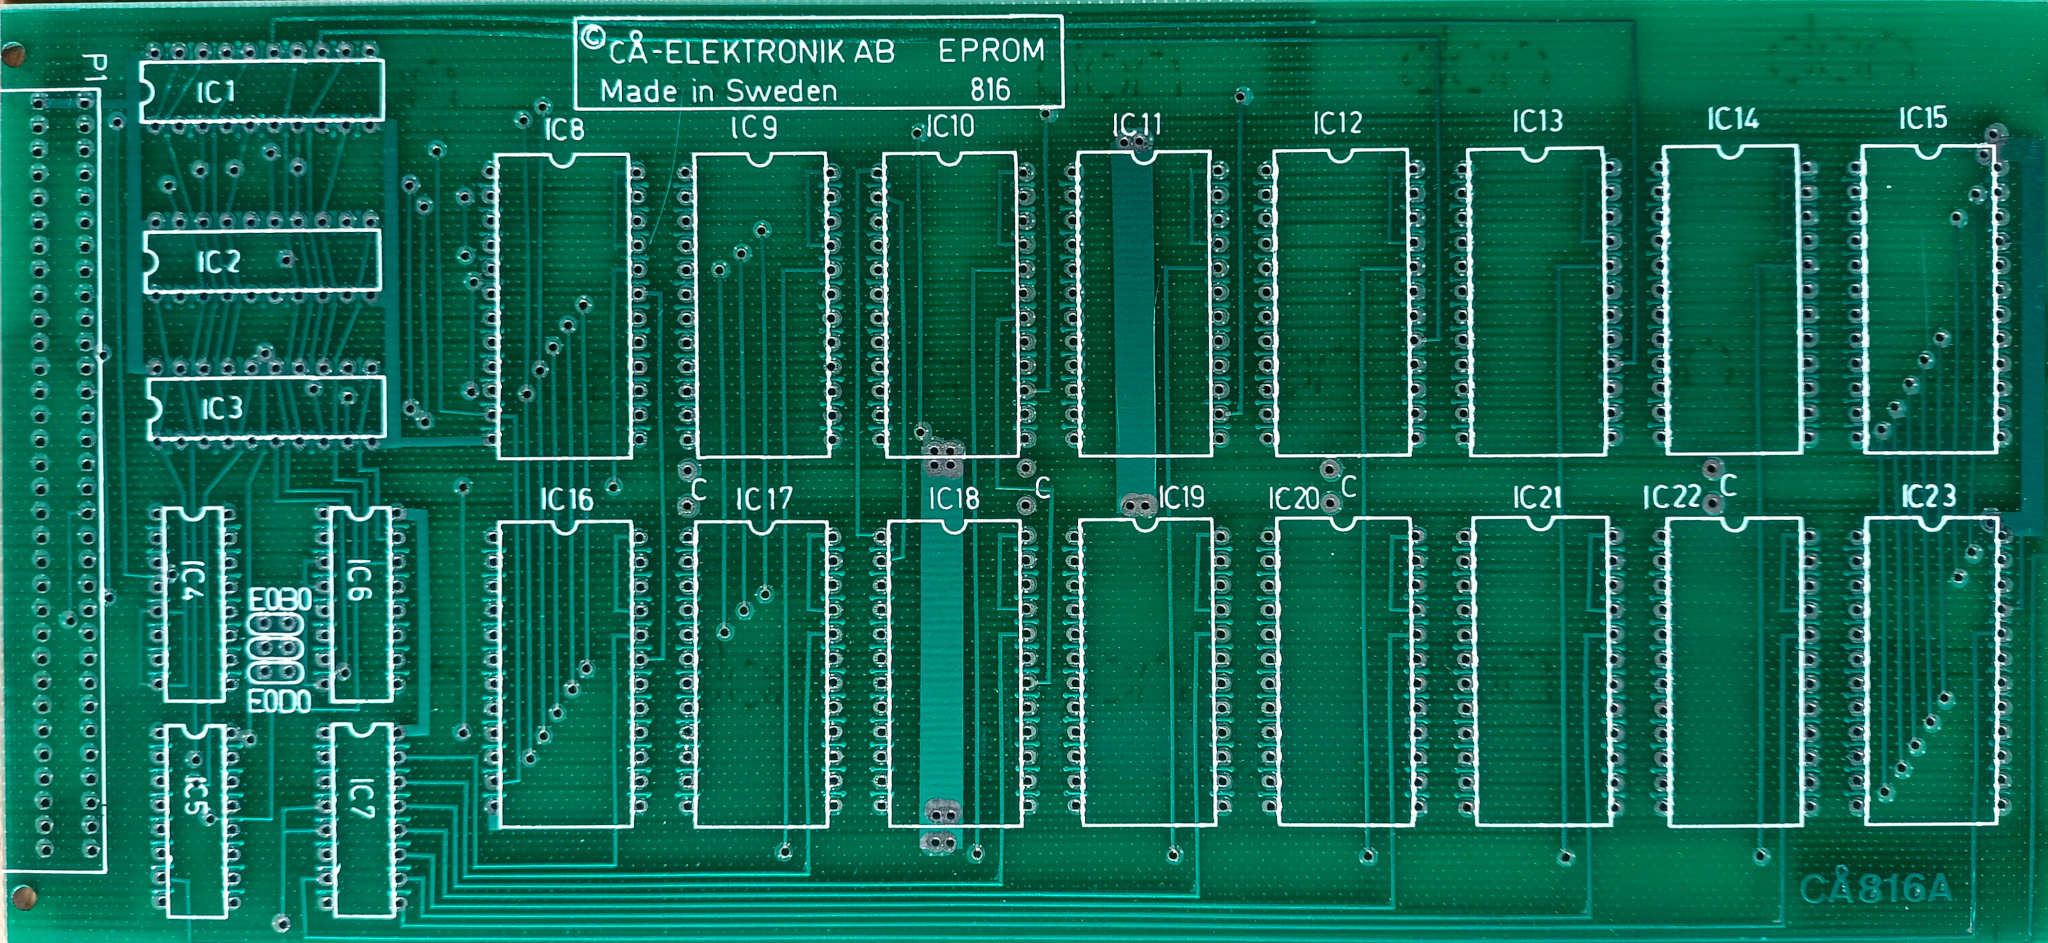 P1
IC1
© CÅ-ELEKTRONIK AB EPROM
Made in Sweden 816
IC8
IC9
IC10
IC11
IC12
IC13
IC14
IC15
IC2
IC3
IC16
C
IC17
IC18
C
IC19
IC20
C
IC21
IC22
C
IC23
IC4
IC6
E0B0
E0D0
IC5
IC7
CÅ816A